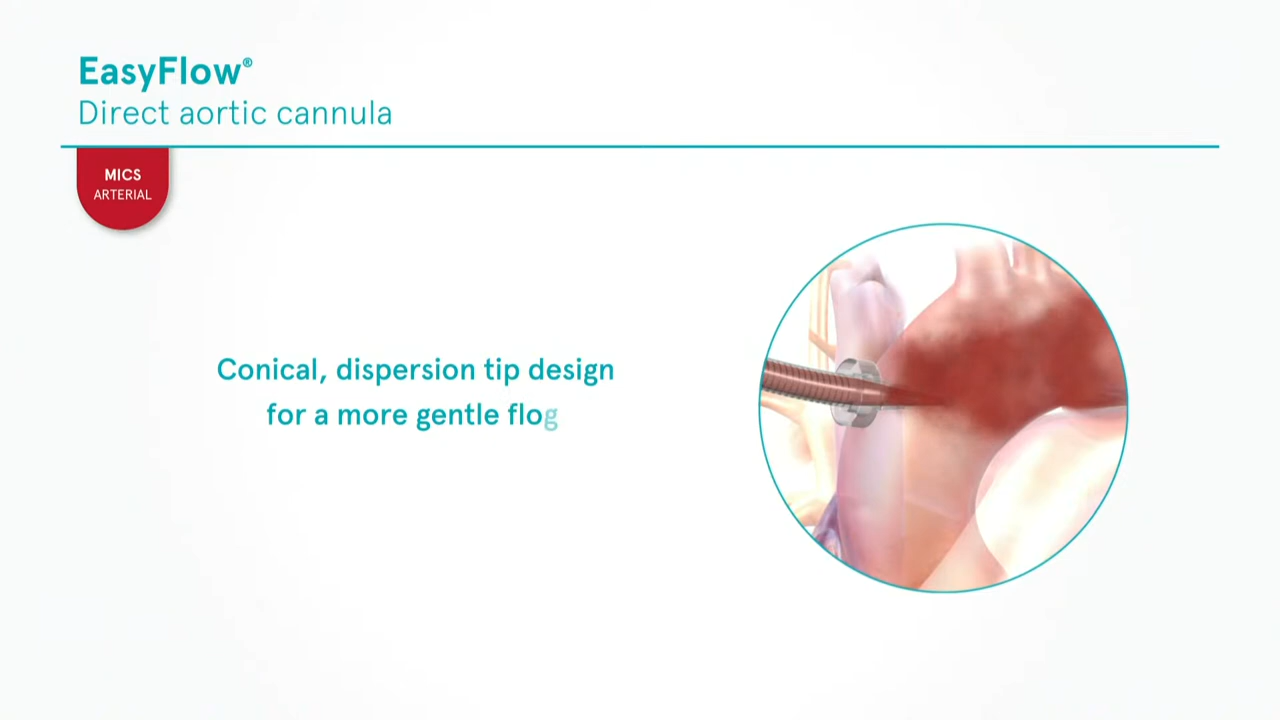 EasyFlow®
Direct aortic cannula
MICS
ARTERIAL
Conical, dispersion tip design
for a more gentle flog